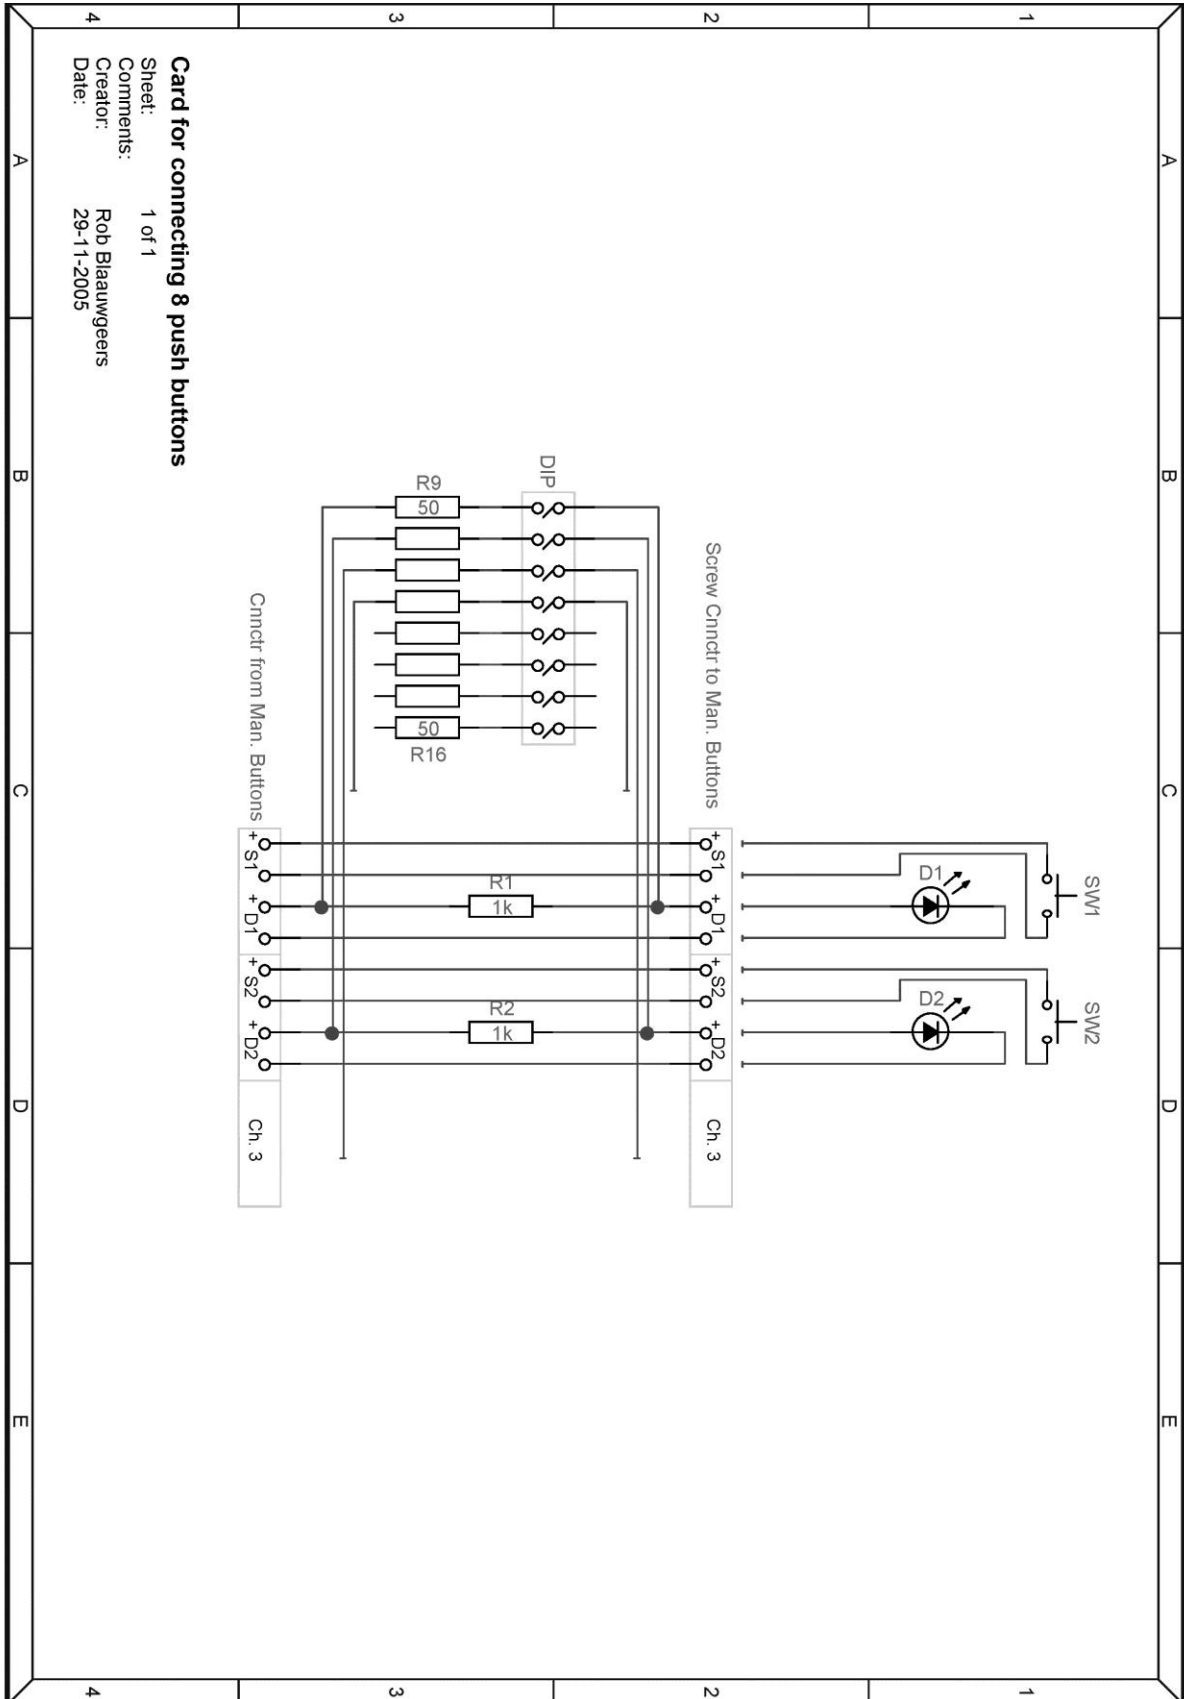 4
3
2
1
A
A
Card for connecting 8 push buttons
Sheet: 1 of 1
Comments:
Creator: Rob Blaauwgeers
Date: 29-11-2005
B
B
DIP
R9
50
50
R16
Screw Cnnctr to Man. Buttons
Cnnctr from Man. Buttons
C
C
+ S1
+ D1
+ S2
+ D2
Ch. 3
R1
1k
R2
1k
+ S1
+ D1
+ S2
+ D2
Ch. 3
D1
SW1
D2
SW2
D
D
E
E
4
3
2
1